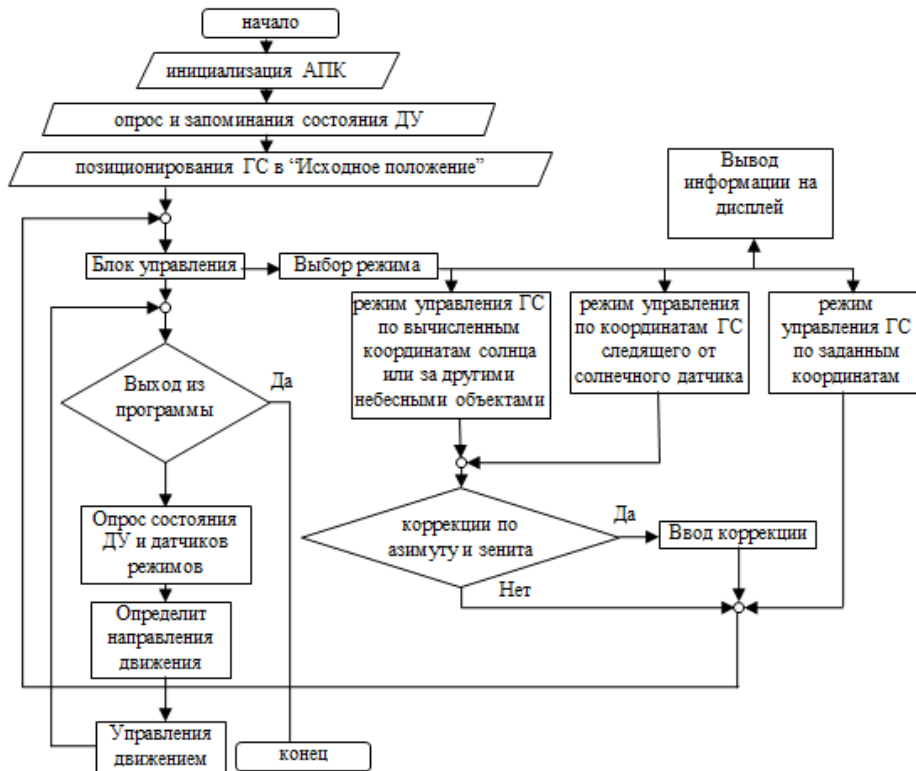 начало
инициализация АПК
опрос и запоминания состояния ДУ
позиционирования ГС в “Исходное положение”
Вывод
информации на
дисплей
Блок управления
Выбор режима
режим управления ГС
по вычисленным
координатам солнца
или за другими
небесными объектами
режим управления
по координатам ГС
следящего от
солнечного датчика
режим
управления ГС
по заданным
координатам
Выход из
программы
Да
Опрос состояния
ДУ и датчиков
режимов
коррекции по
азимуту и зенита
Да
Ввод коррекции
Нет
Определит
направления
движения
Управления
движением
конец